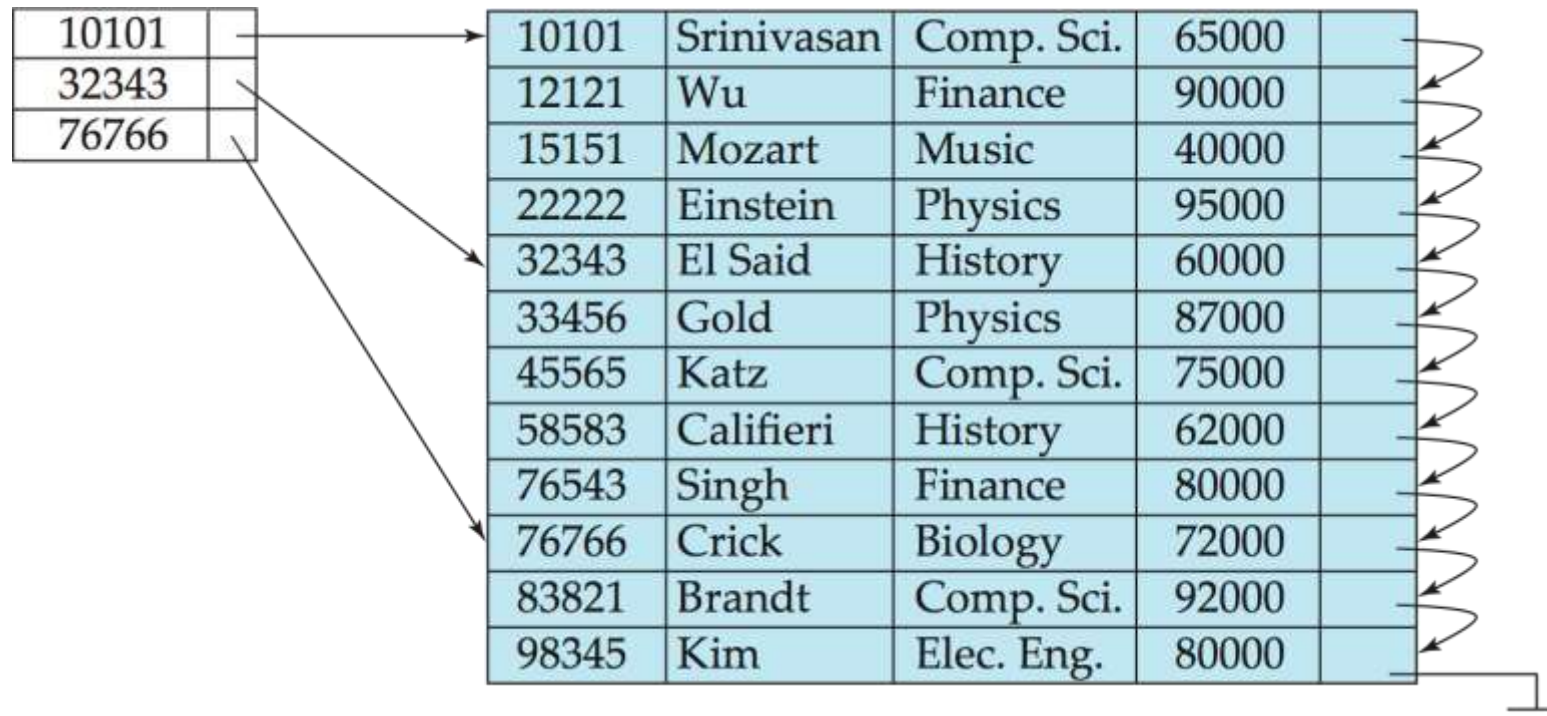 10101
32343
76766
10101 Srinivasan Comp. Sci. 65000
12121 Wu Finance 90000
15151 Mozart Music 40000
22222 Einstein Physics 95000
32343 El Said History 60000
33456 Gold Physics 87000
45565 Katz Comp. Sci. 75000
58583 Califieri History 62000
76543 Singh Finance 80000
76766 Crick Biology 72000
83821 Brandt Comp. Sci. 92000
98345 Kim Elec. Eng. 80000